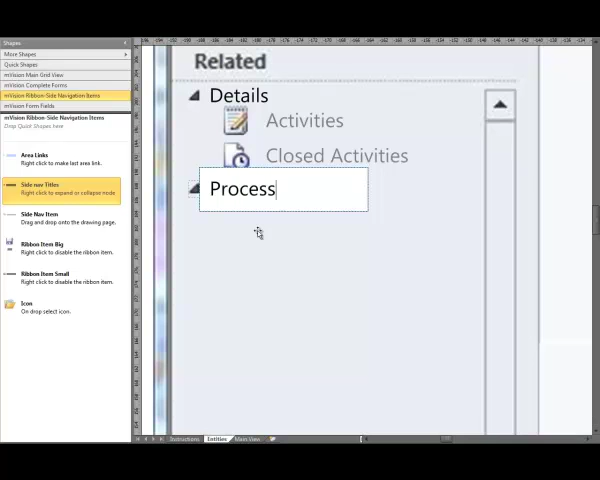 Shapes
More Shapes
Quick Shapes
mVision Main Grid View
mVision Complete Forms
mVision Ribbon-Side Navigation Items
mVision Form Fields
mVision Ribbon-Side Navigation Items
Drop Quick Shapes here
Area Links
Right click to make last area link.
Side nav Titles
Right click to expand or collapse node
Side Nav Item
Drag and drop onto the drawing page.
Ribbon Item Big
Right click to disable the ribbon item.
Ribbon Item Small
Right click to disable the ribbon item.
Icon
On drop select icon.
Related
Details
Activities
Closed Activities
Process
Instructions
Entities
Main View